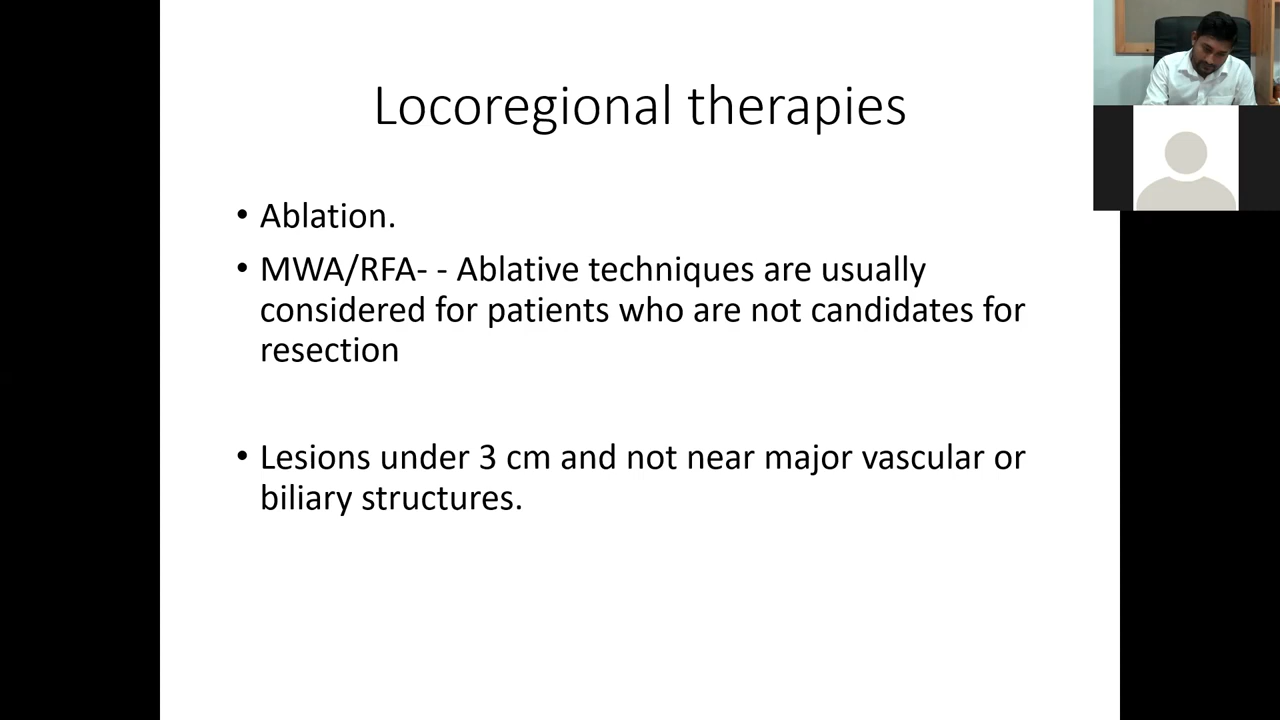 Locoregional therapies
• Ablation.
• MWA/RFA- - Ablative techniques are usually
considered for patients who are not candidates for
resection
• Lesions under 3 cm and not near major vascular or
biliary structures.